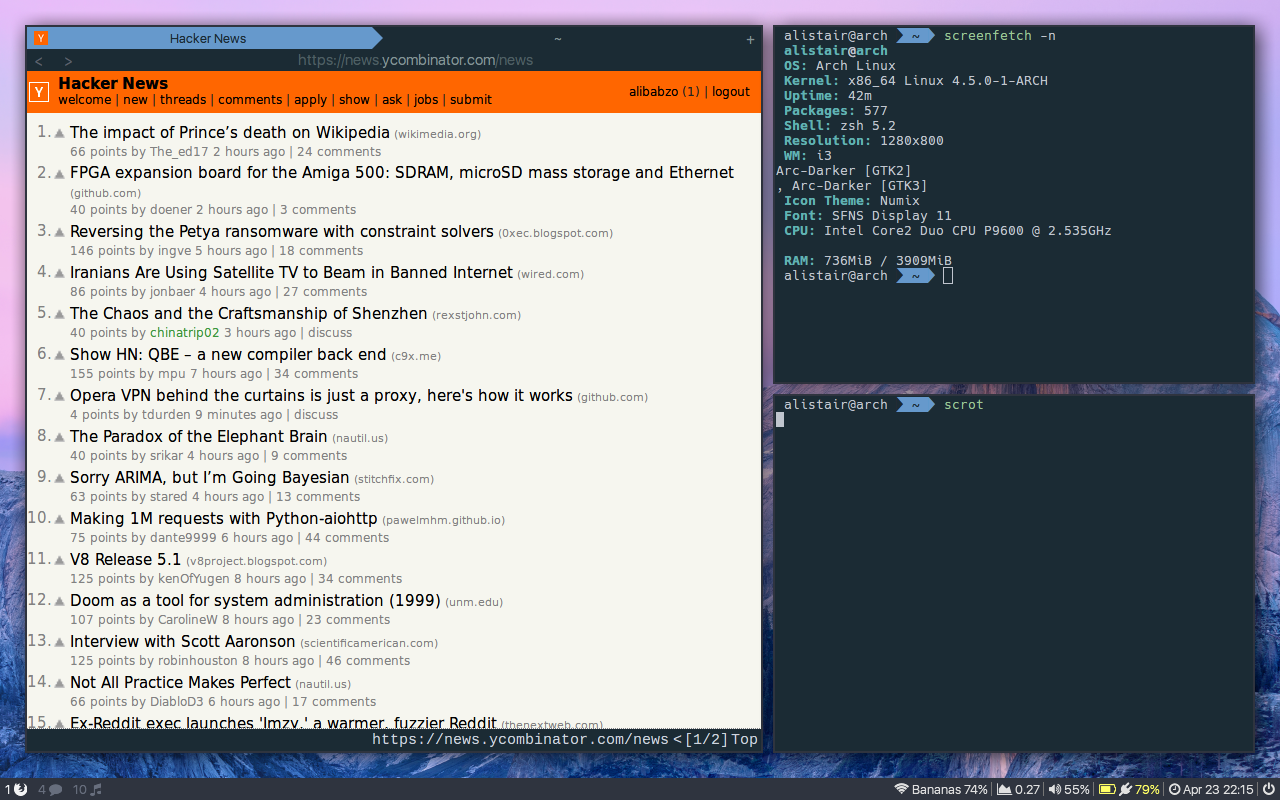 Y Hacker News
~
+
< > https://news.ycombinator.com/news
Y
Hacker News
welcome | new | threads | comments | apply | show | ask | jobs | submit
alibabzo (1) | logout
1. The impact of Prince’s death on Wikipedia (wikimedia.org)
66 points by The_ed17 2 hours ago | 24 comments
2. FPGA expansion board for the Amiga 500: SDRAM, microSD mass storage and Ethernet
(github.com)
40 points by doener 2 hours ago | 3 comments
3. Reversing the Petya ransomware with constraint solvers (0xec.blogspot.com)
146 points by ingve 5 hours ago | 18 comments
4. Iranians Are Using Satellite TV to Beam in Banned Internet (wired.com)
86 points by jonbaer 4 hours ago | 27 comments
5. The Chaos and the Craftsmanship of Shenzhen (rexstjohn.com)
40 points by chinatrip02 3 hours ago | discuss
6. Show HN: QBE – a new compiler back end (c9x.me)
155 points by mpu 7 hours ago | 34 comments
7. Opera VPN behind the curtains is just a proxy, here's how it works (github.com)
4 points by tdurden 9 minutes ago | discuss
8. The Paradox of the Elephant Brain (nautil.us)
40 points by srikar 4 hours ago | 9 comments
9. Sorry ARIMA, but I’m Going Bayesian (stitchfix.com)
63 points by stared 4 hours ago | 13 comments
10. Making 1M requests with Python-aiohttp (pawelmhm.github.io)
75 points by dante9999 6 hours ago | 44 comments
11. V8 Release 5.1 (v8project.blogspot.com)
125 points by kenOfYugen 8 hours ago | 34 comments
12. Doom as a tool for system administration (1999) (unm.edu)
107 points by CarolineW 8 hours ago | 23 comments
13. Interview with Scott Aaronson (scientificamerican.com)
125 points by robinhouston 8 hours ago | 46 comments
14. Not All Practice Makes Perfect (nautil.us)
66 points by DiabloD3 6 hours ago | 17 comments
15. Ex-Reddit exec launches 'Imzy,' a warmer, fuzzier Reddit (thenextweb.com)
https://news.ycombinator.com/news < [1/2] Top
alistair@arch ~ screenfetch -n
alistair@arch
OS: Arch Linux
Kernel: x86_64 Linux 4.5.0-1-ARCH
Uptime: 42m
Packages: 577
Shell: zsh 5.2
Resolution: 1280x800
WM: i3
Arc-Darker [GTK2]
, Arc-Darker [GTK3]
Icon Theme: Numix
Font: SFNS Display 11
CPU: Intel Core2 Duo CPU P9600 @ 2.535GHz
RAM: 736MiB / 3909MiB
alistair@arch ~
alistair@arch ~ scrot
1 4 10 Bananas 74% | 0.27 | 55% | 79% | Apr 23 22:15 |